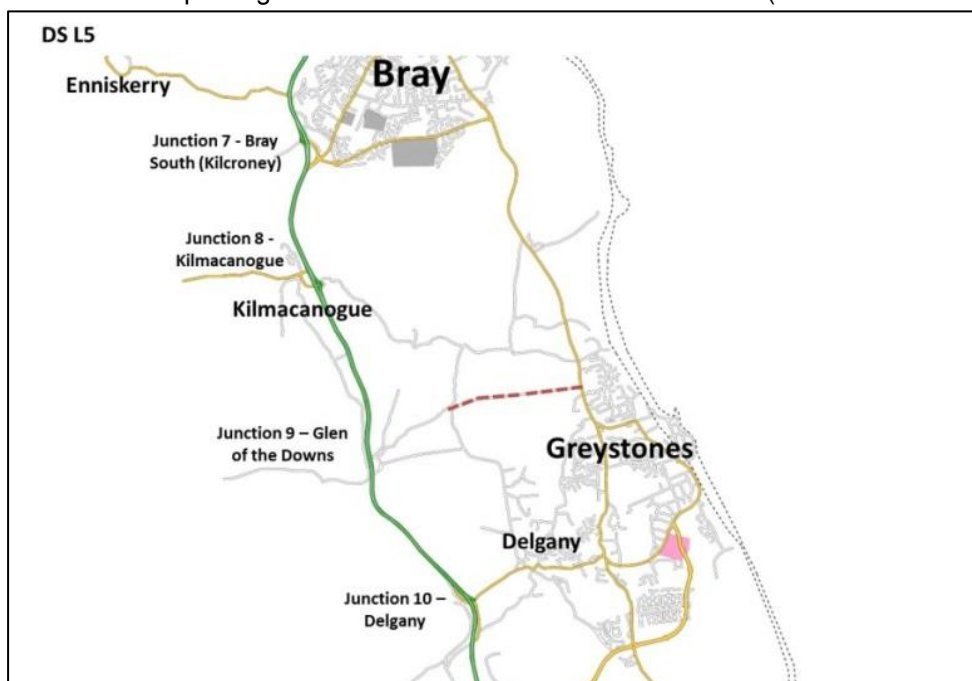 DS L5
Bray
Enniskerry
Junction 7 - Bray
South (Kilcroney)
Junction 8 -
Kilmacanogue
Kilmacanogue
Junction 9 – Glen
of the Downs
Greystones
Delgany
Junction 10 –
Delgany